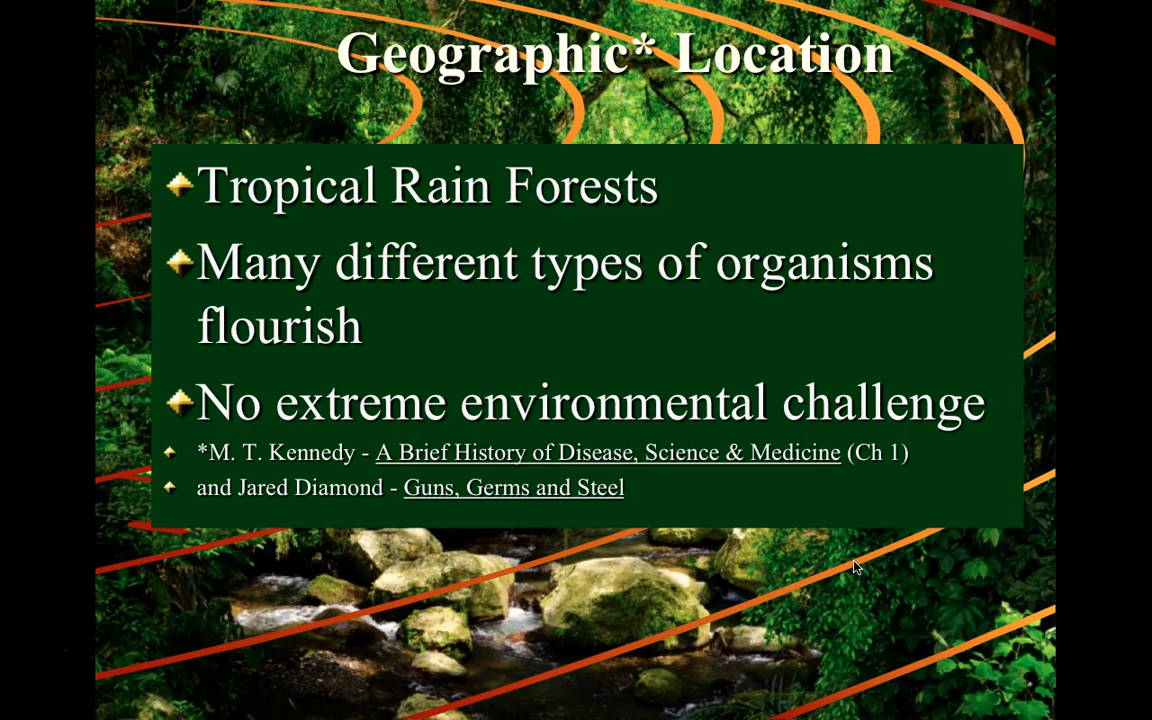 Geographic* Location
Tropical Rain Forests
Many different types of organisms
flourish
No extreme environmental challenge
*M. T. Kennedy - A Brief History of Disease, Science & Medicine (Ch 1)
and Jared Diamond - Guns, Germs and Steel